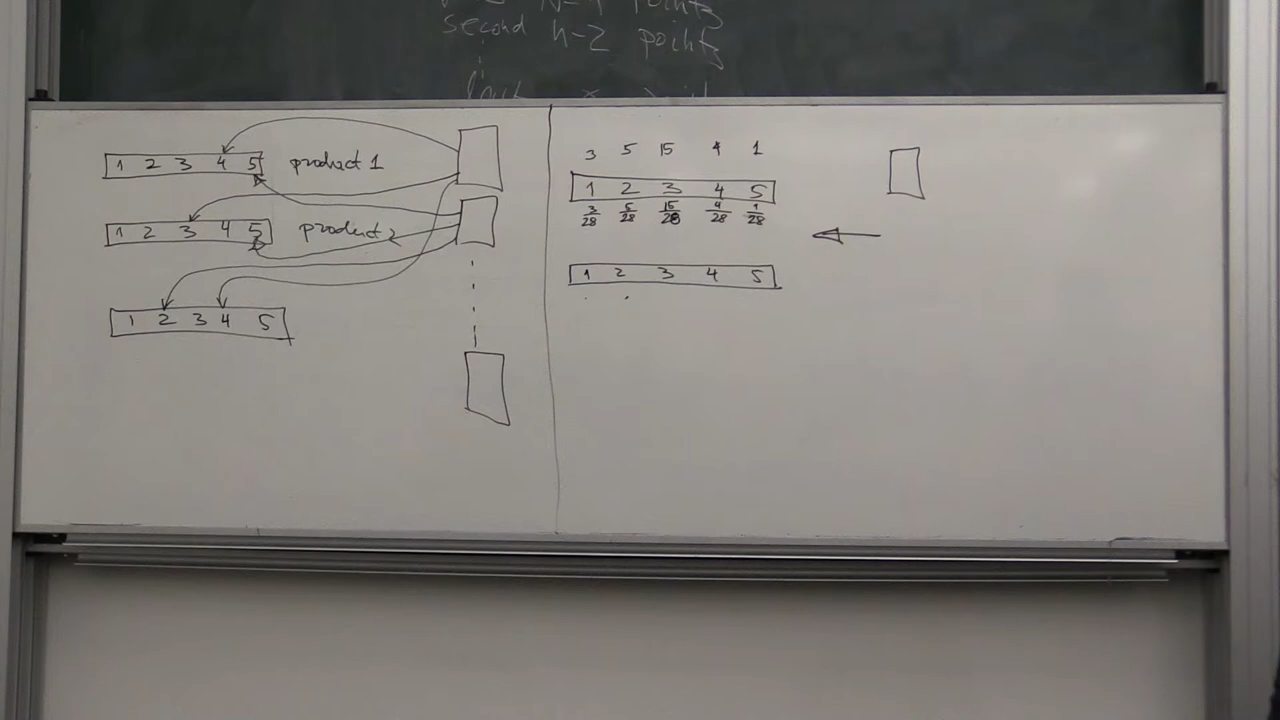 second n-2 points
1 2 3 4 5 product 1
1 2 3 4 5 product 2
1 2 3 4 5
3 5 15 4 1
1 2 3 4 5
3/28 5/28 15/28 4/28 1/28
1 2 3 4 5